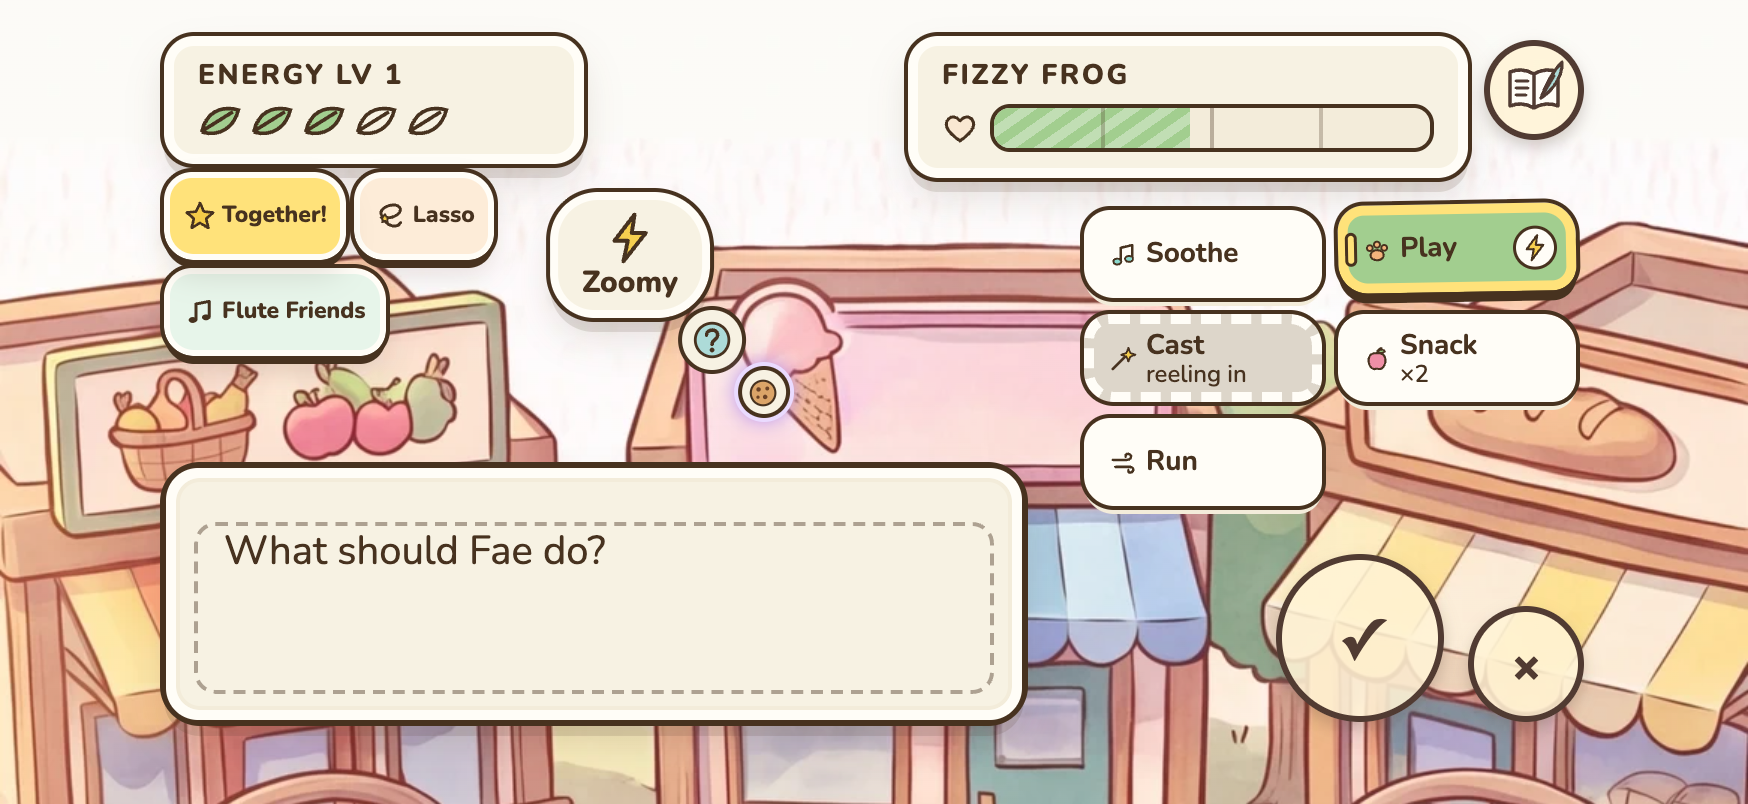 ENERGY LV 1
FIZZY FROG
Together!
Lasso
Flute Friends
Zoomy
?
Soothe
Play
Cast
reeling in
Snack
×2
Run
What should Fae do?